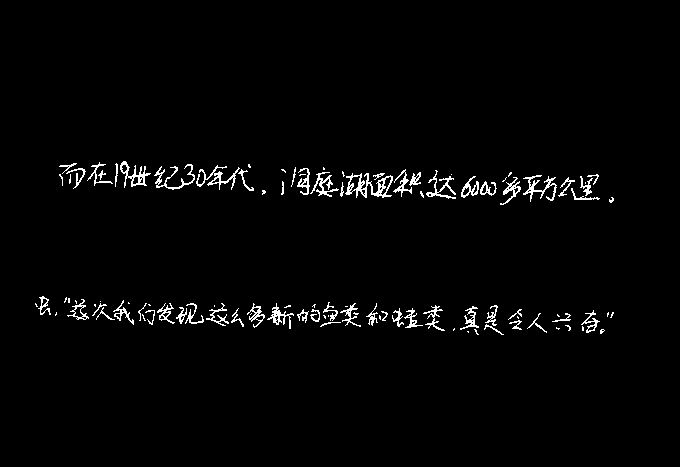 而在19世纪30年代，洞庭湖面积达6000多平方公里。
出，“这次我们发现这么多新的鱼类和蛙类，真是令人兴奋。”